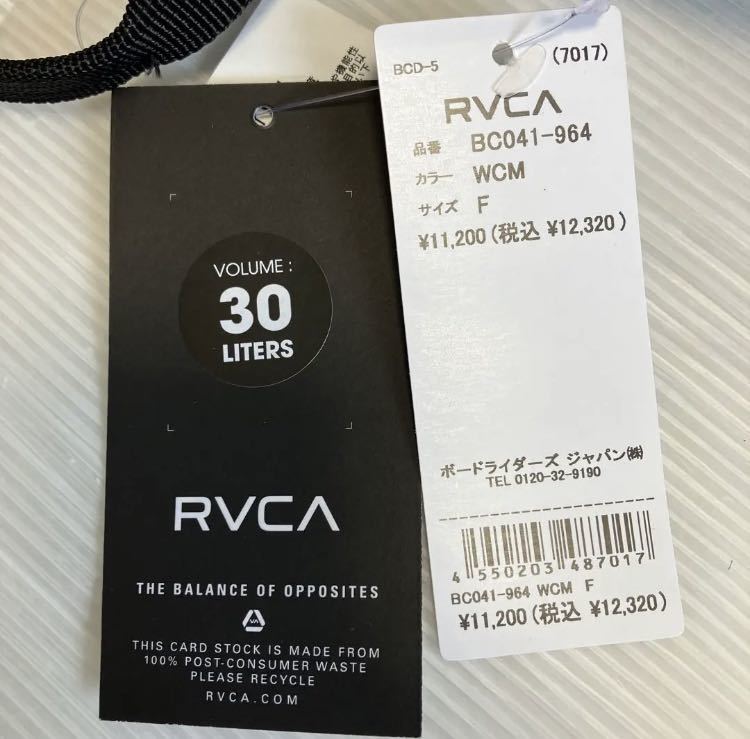 VOLUME :
30
LITERS
RVCA
THE BALANCE OF OPPOSITES
VA
THIS CARD STOCK IS MADE FROM
100% POST-CONSUMER WASTE
PLEASE RECYCLE
RVCA.COM
BCD-5
(7017)
RVCA
品番 BC041-964
カラー WCM
サイズ F
¥11,200(税込 ¥12,320)
ボードライダーズ ジャパン㈱
TEL 0120-32-9190
4 550203 487017
BC041-964 WCM F
¥11,200(税込 ¥12,320)